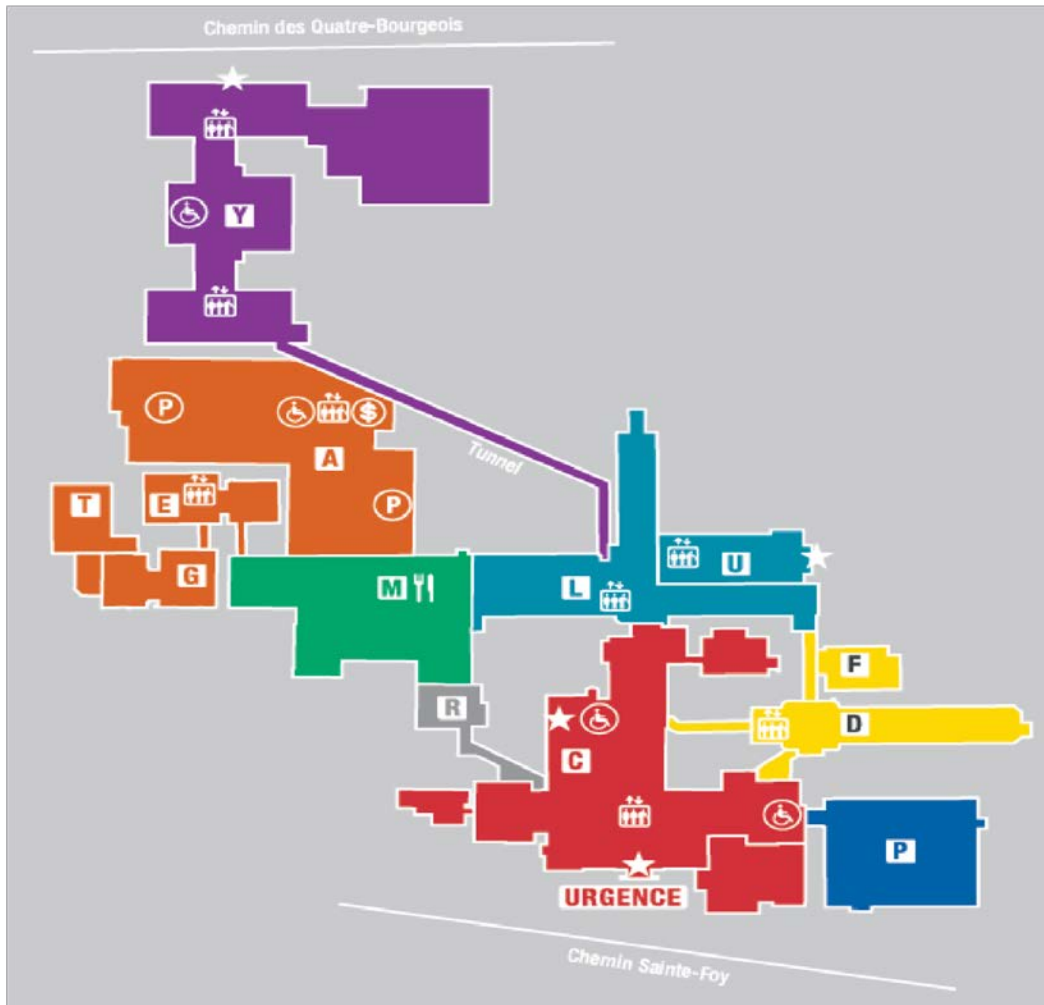 Chemin des Quatre-Bourgeois
Y
P
$
A
Tunnel
T
E
P
G
M
L
U
F
R
D
C
P
URGENCE
Chemin Sainte-Foy